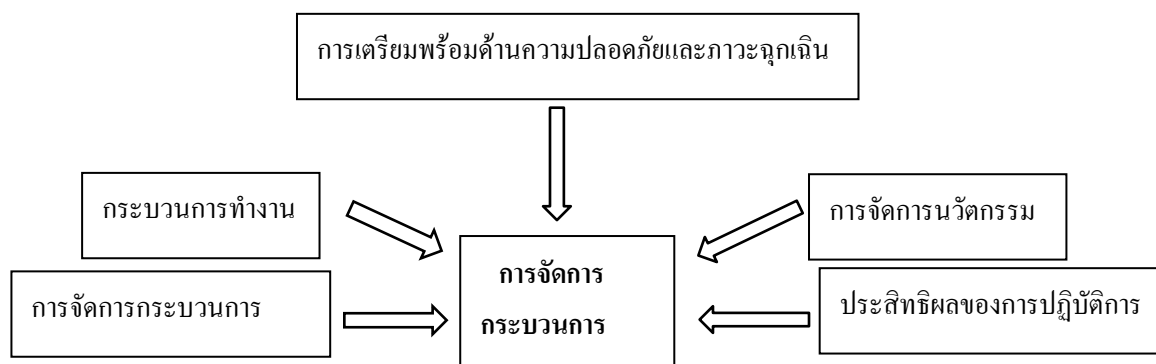 การเตรียมพร้อมด้านความปลอดภัยและภาวะฉุกเฉิน
กระบวนการทำงาน
การจัดการนวัตกรรม
การจัดการ
กระบวนการ
การจัดการกระบวนการ
ประสิทธิผลของการปฏิบัติการ